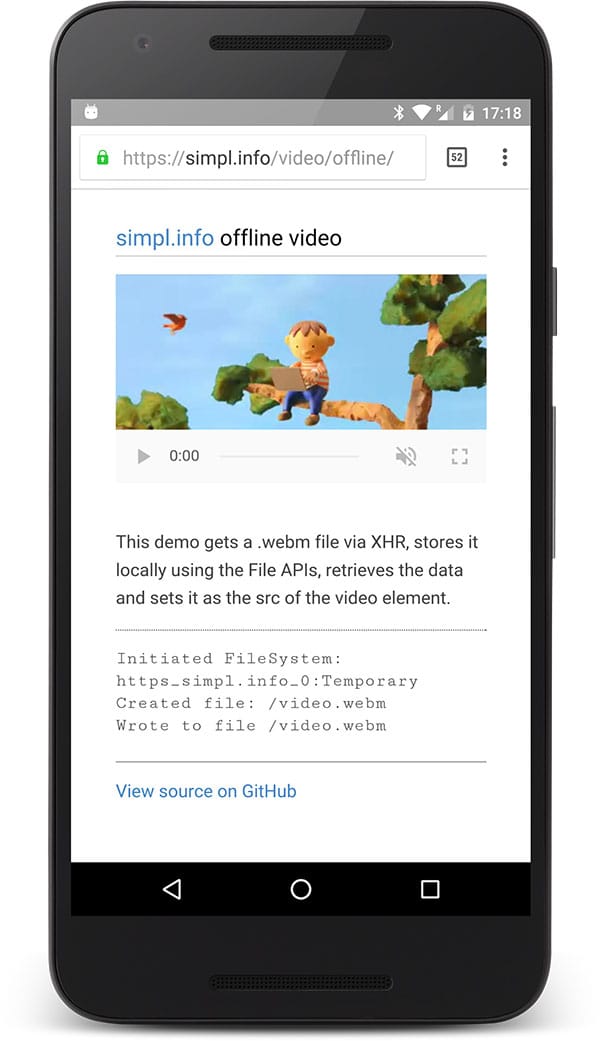 R
17:18
https://simpl.info/video/offline/
52
simpl.info offline video
0:00
This demo gets a .webm file via XHR, stores it
locally using the File APIs, retrieves the data
and sets it as the src of the video element.
Initiated FileSystem:
https_simpl.info_0:Temporary
Created file: /video.webm
Wrote to file /video.webm
View source on GitHub